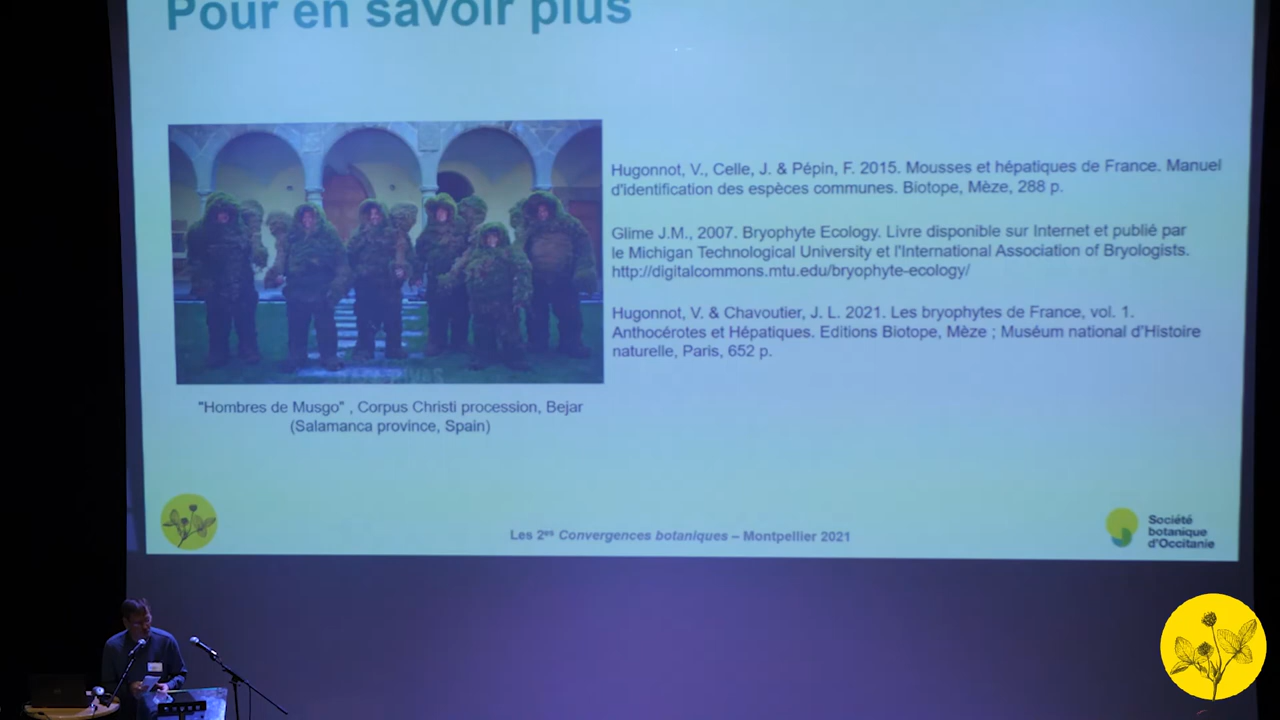 Pour en savoir plus
Hugonnot, V., Celle, J. & Pépin, F. 2015. Mousses et hépatiques de France. Manuel
d'identification des espèces communes. Biotope, Mèze, 288 p.
Glime J.M., 2007. Bryophyte Ecology. Livre disponible sur Internet et publié par
le Michigan Technological University et l'International Association of Bryologists.
http://digitalcommons.mtu.edu/bryophyte-ecology/
Hugonnot, V. & Chavoutier, J. L. 2021. Les bryophytes de France, vol. 1.
Anthocérotes et Hépatiques. Editions Biotope, Mèze ; Muséum national d'Histoire
naturelle, Paris, 652 p.
"Hombres de Musgo" , Corpus Christi procession, Bejar
(Salamanca province, Spain)
Les 2es Convergences botaniques – Montpellier 2021
Société
botanique
d'Occitanie